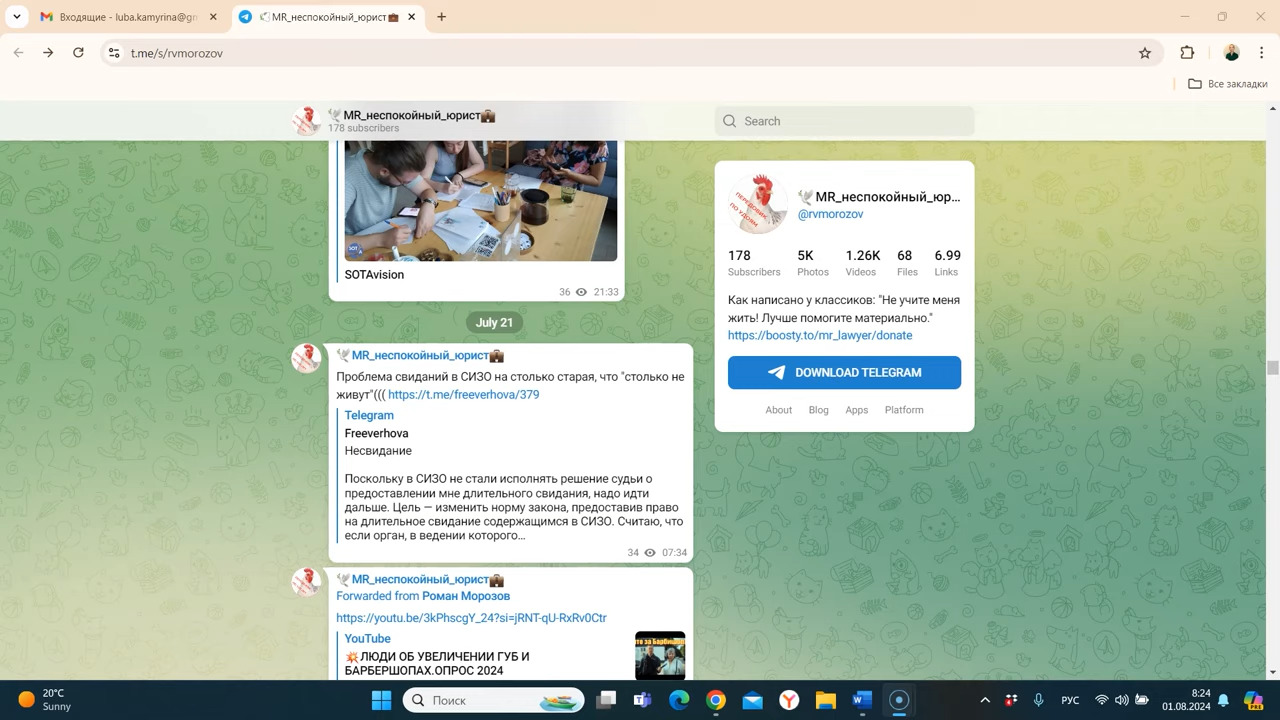 Входящие - luba.kamyrina@gm
MR_неспокойный_юрист
t.me/s/rvmorozov
Все закладки
MR_неспокойный_юрист
178 subscribers
Search
SOTAvision
36 21:33
July 21
MR_неспокойный_юрист
Проблема свиданий в СИЗО на столько старая, что "столько не
живут"((( https://t.me/freeverhova/379
Telegram
Freeverhova
Несвидание
Поскольку в СИЗО не стали исполнять решение судьи о
предоставлении мне длительного свидания, надо идти
дальше. Цель — изменить норму закона, предоставив право
на длительное свидание содержащимся в СИЗО. Считаю, что
если орган, в ведении которого...
34 07:34
MR_неспокойный_юрист
Forwarded from Роман Морозов
https://youtu.be/3kPhscgY_24?si=jRNT-qU-RxRv0Ctr
YouTube
ЛЮДИ ОБ УВЕЛИЧЕНИИ ГУБ И
БАРБЕРШОПАХ.ОПРОС 2024
ПЕРЕДОВИК
ПО УДОЯМ
MR_неспокойный_юр...
@rvmorozov
178 5K 1.26K 68 6.99
Subscribers Photos Videos Files Links
Как написано у классиков: "Не учите меня
жить! Лучше помогите материально."
https://boosty.to/mr_lawyer/donate
DOWNLOAD TELEGRAM
About Blog Apps Platform
20°C
Sunny
Поиск
РУС
8:24
01.08.2024